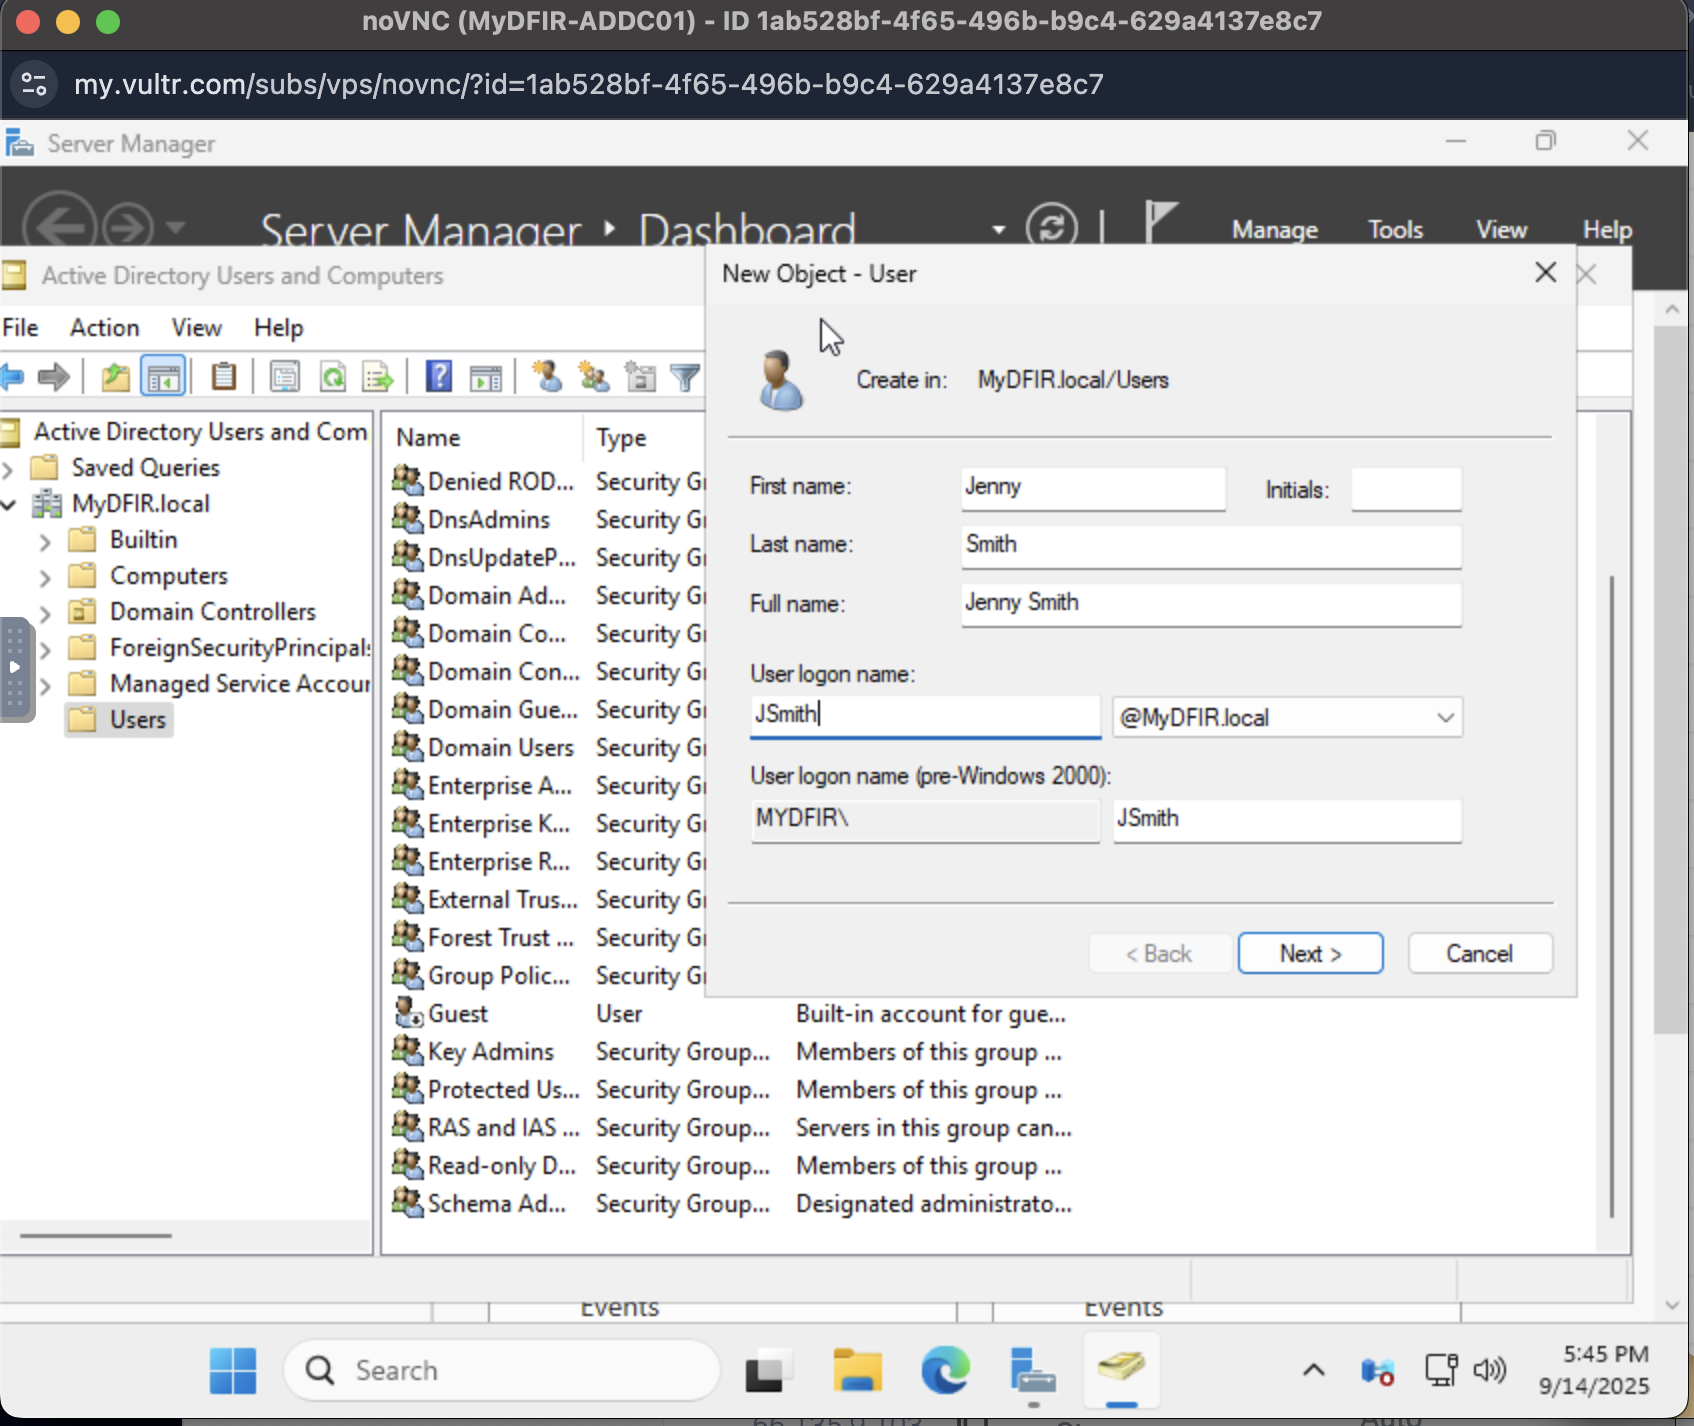 noVNC (MyDFIR-ADDC01) - ID 1ab528bf-4f65-496b-b9c4-629a4137e8c7
my.vultr.com/subs/vps/novnc/?id=1ab528bf-4f65-496b-b9c4-629a4137e8c7
Server Manager
Server Manager Dashboard
Manage Tools View Help
Active Directory Users and Computers
File Action View Help
Active Directory Users and Com
Saved Queries
MyDFIR.local
Builtin
Computers
Domain Controllers
ForeignSecurityPrincipals
Managed Service Accour
Users
Name Type
Denied ROD... Security Gr
DnsAdmins Security Gr
DnsUpdateP... Security Gr
Domain Ad... Security Gr
Domain Co... Security Gr
Domain Con... Security Gr
Domain Gue... Security Gr
Domain Users Security Gr
Enterprise A... Security Gr
Enterprise K... Security Gr
Enterprise R... Security Gr
External Trus... Security Gr
Forest Trust ... Security Gr
Group Polic... Security Gr
Guest User Built-in account for gue...
Key Admins Security Group... Members of this group ...
Protected Us... Security Group... Members of this group ...
RAS and IAS ... Security Group... Servers in this group can...
Read-only D... Security Group... Members of this group ...
Schema Ad... Security Group... Designated administrato...
New Object - User
Create in: MyDFIR.local/Users
First name: Jenny Initials:
Last name: Smith
Full name: Jenny Smith
User logon name:
JSmith @MyDFIR.local
User logon name (pre-Windows 2000):
MYDFIR\ JSmith
< Back Next > Cancel
Events Events
Search
5:45 PM
9/14/2025